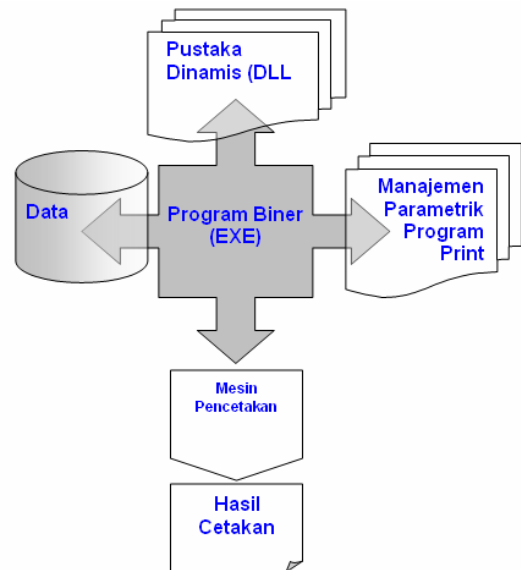 Pustaka
Dinamis (DLL
Data
Program Biner
(EXE)
Manajemen
Parametrik
Program
Print
Mesin
Pencetakan
Hasil
Cetakan